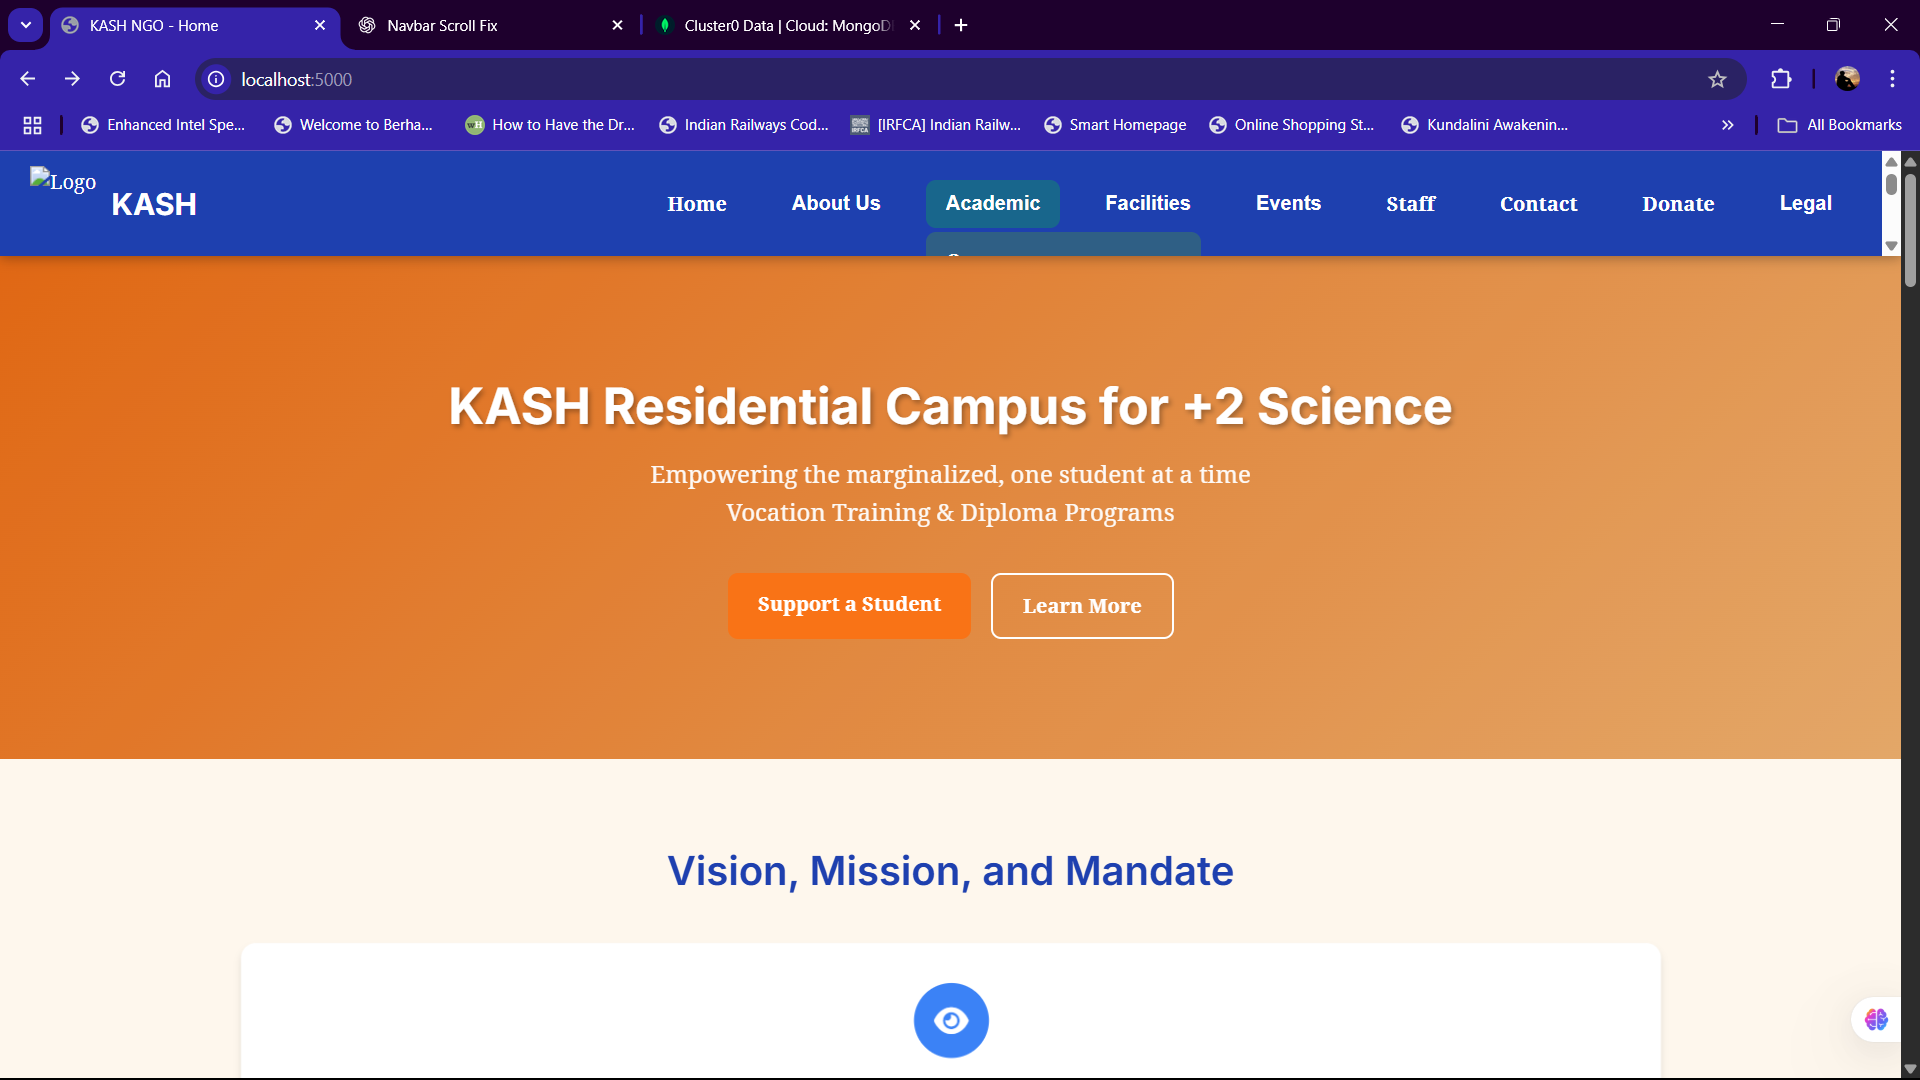 KASH NGO - Home
Navbar Scroll Fix
Cluster0 Data | Cloud: MongoD
localhost:5000
Enhanced Intel Spe...
Welcome to Berha...
How to Have the Dr...
Indian Railways Cod...
[IRFCA] Indian Railw...
Smart Homepage
Online Shopping St...
Kundalini Awakenin...
All Bookmarks
Logo
KASH
Home
About Us
Academic
Facilities
Events
Staff
Contact
Donate
Legal
KASH Residential Campus for +2 Science
Empowering the marginalized, one student at a time
Vocation Training & Diploma Programs
Support a Student
Learn More
Vision, Mission, and Mandate